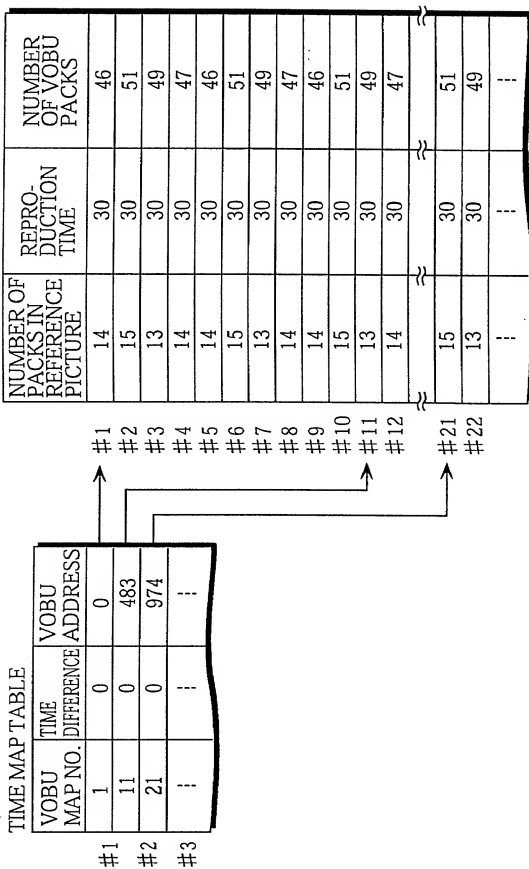 TIME MAP TABLE
VOBU MAP NO. TIME DIFFERENCE VOBU ADDRESS
#1 1 0 0
#2 11 0 483
21 0 974
#3 --- --- ---
NUMBER OF PACKS IN REFERENCE PICTURE REPRO-DUCTION TIME NUMBER OF VOBU PACKS
#1 14 30 46
#2 15 30 51
#3 13 30 49
#4 14 30 47
#5 14 30 46
#6 15 30 51
#7 13 30 49
#8 14 30 47
#9 14 30 46
#10 15 30 51
#11 13 30 49
#12 14 30 47
#21 15 30 51
#22 13 30 49
--- --- ---